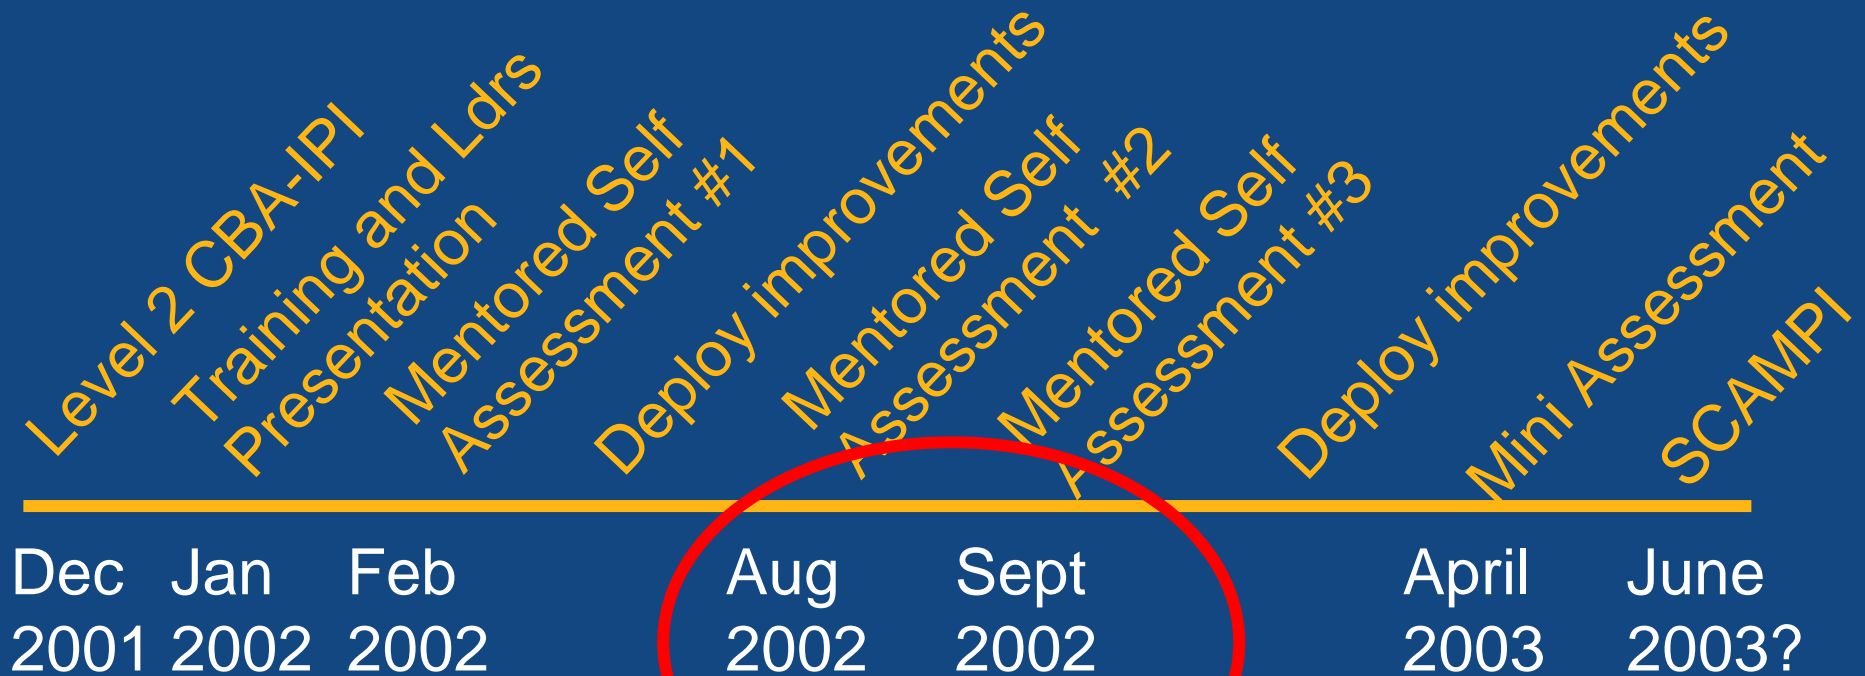 Level 2 CBA-IPI
Training and Ldrs
Presentation
Mentored Self
Assessment #1
Deploy improvements
Mentored Self
Assessment #2
Mentored Self
Assessment #3
Deploy improvements
Mini Assessment
SCAMPI
Dec Jan Feb Aug Sept April June
2001 2002 2002 2002 2002 2003 2003?